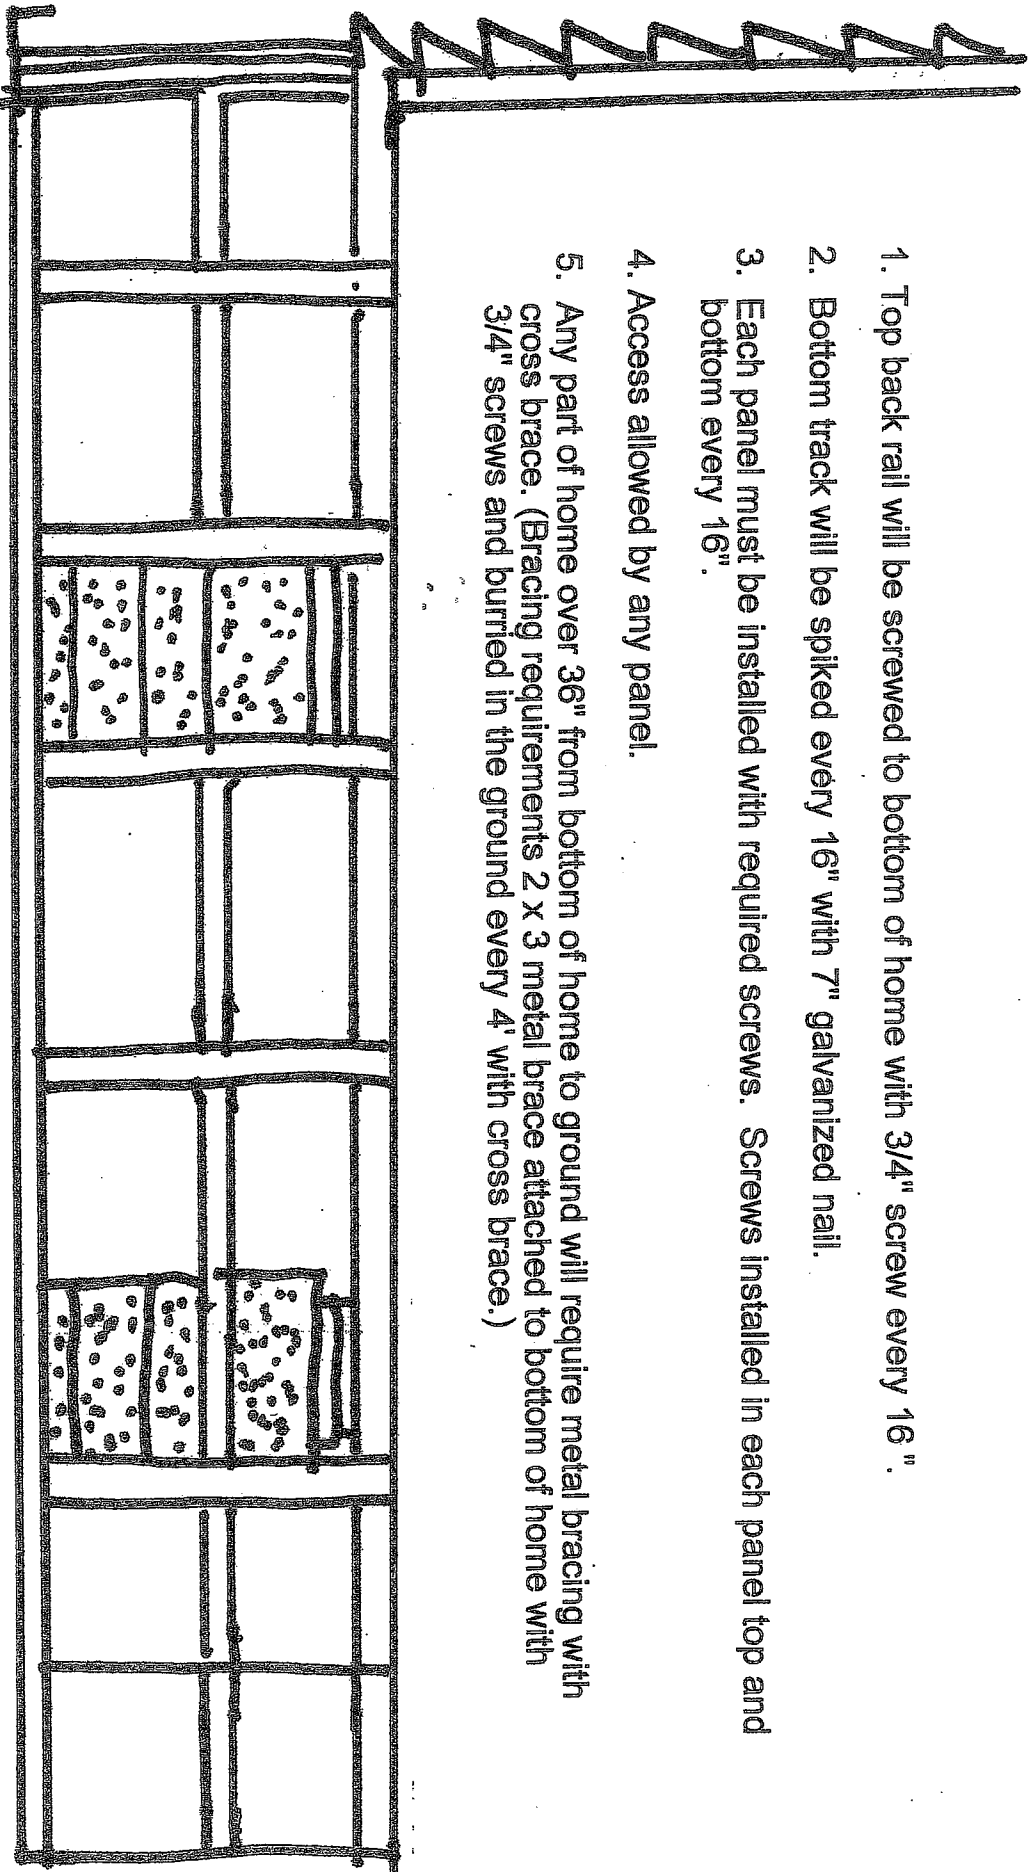 1. Top back rail will be screwed to bottom of home with 3/4" screw every 16 ".
2. Bottom track will be spiked every 16" with 7" galvanized nail.
3. Each panel must be installed with required screws. Screws installed in each panel top and
bottom every 16".
4. Access allowed by any panel.
5. Any part of home over 36" from bottom of home to ground will require metal bracing with
cross brace. (Bracing requirements 2 x 3 metal brace attached to bottom of home with
3/4" screws and burried in the ground every 4' with cross brace.)